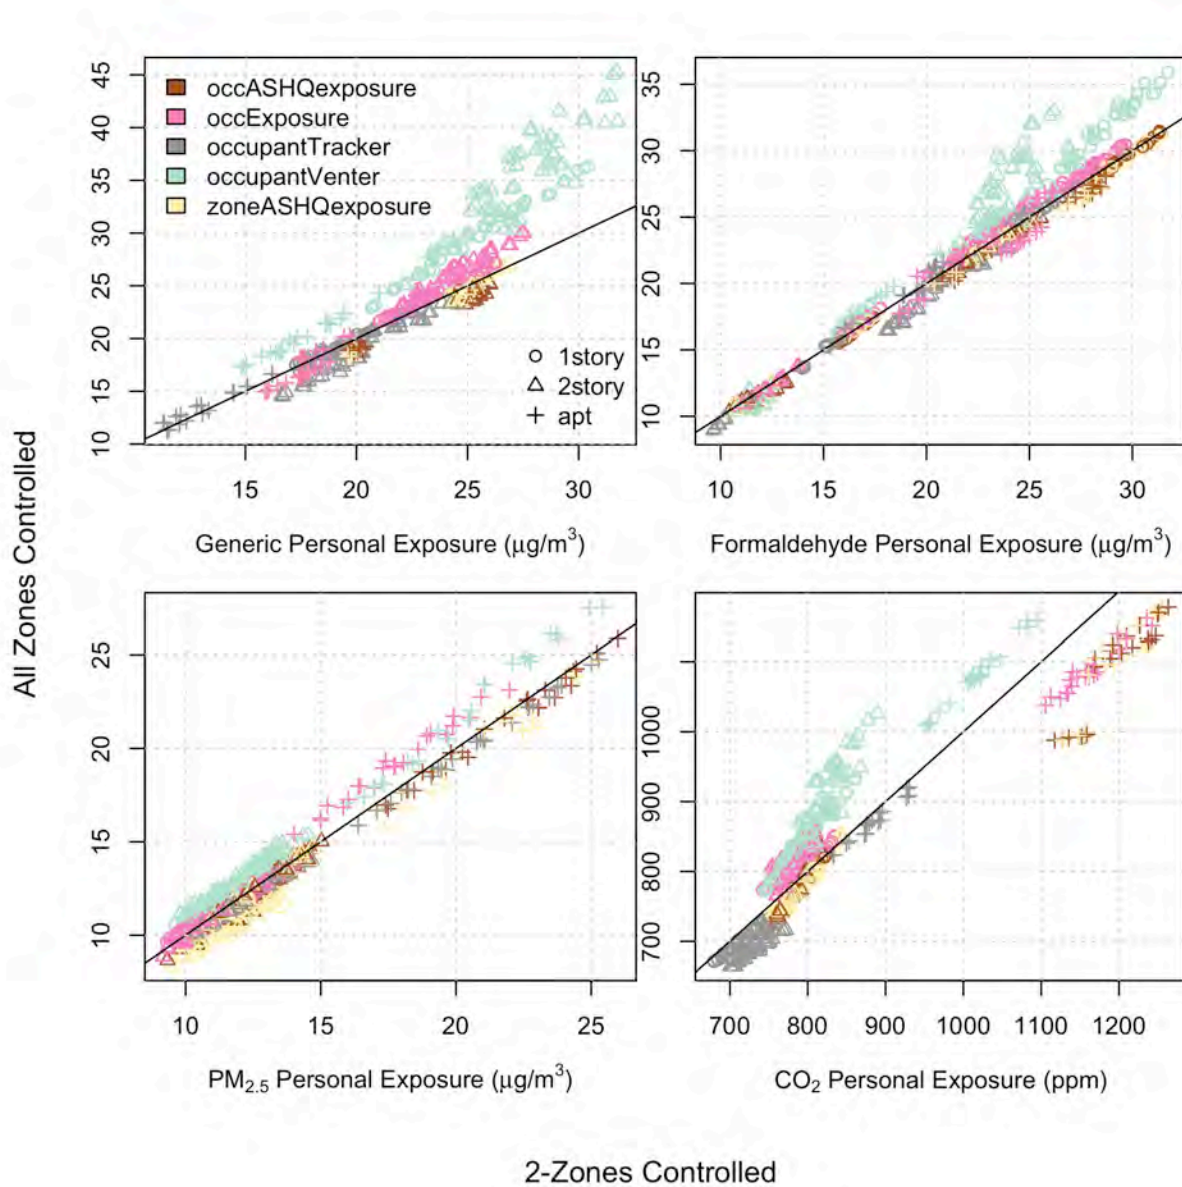 occASHQexposure
occExposure
occupantTracker
occupantVenter
zoneASHQexposure
1story
2story
apt
10 15 20 25 30 35 40 45
15 20 25 30
Generic Personal Exposure (μg/m³)
10 15 20 25 30 35
10 15 20 25 30
Formaldehyde Personal Exposure (μg/m³)
All Zones Controlled
10 15 20 25
10 15 20 25
PM₂.₅ Personal Exposure (μg/m³)
700 800 900 1000
700 800 900 1000 1100 1200
CO₂ Personal Exposure (ppm)
2-Zones Controlled